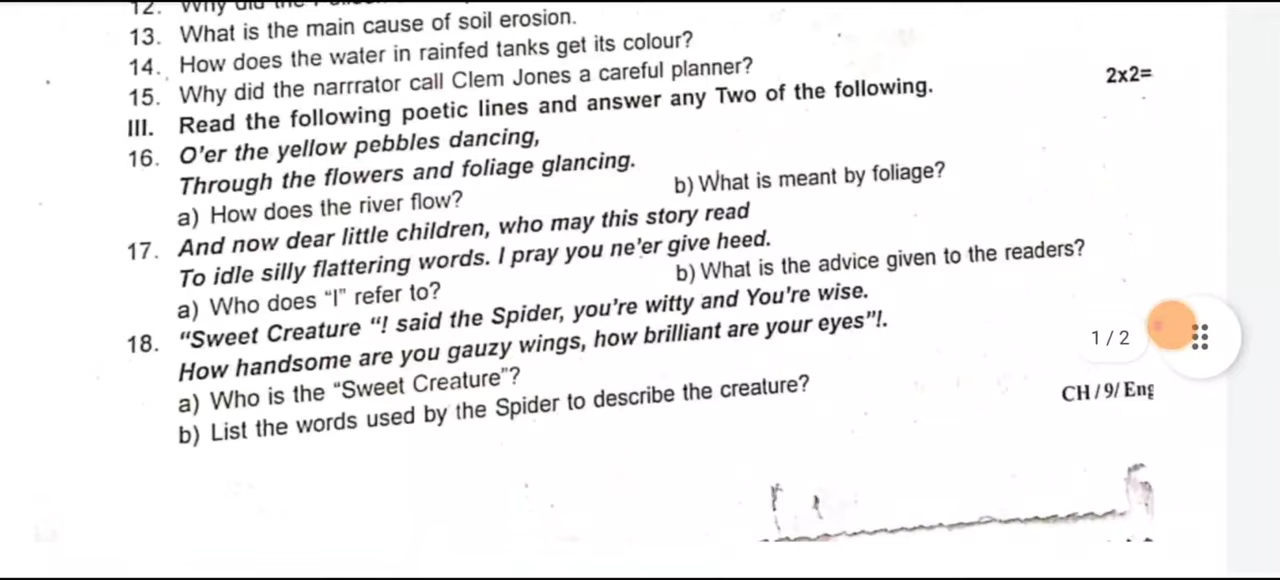 12. Why did the
13. What is the main cause of soil erosion.
14. How does the water in rainfed tanks get its colour?
15. Why did the narrrator call Clem Jones a careful planner?
III. Read the following poetic lines and answer any Two of the following. 2x2=
16. O'er the yellow pebbles dancing,
Through the flowers and foliage glancing.
a) How does the river flow? b) What is meant by foliage?
17. And now dear little children, who may this story read
To idle silly flattering words. I pray you ne'er give heed.
a) Who does "I" refer to? b) What is the advice given to the readers?
18. "Sweet Creature "! said the Spider, you're witty and You're wise.
How handsome are you gauzy wings, how brilliant are your eyes"!.
a) Who is the "Sweet Creature"?
b) List the words used by the Spider to describe the creature?
1 / 2
CH / 9/ Eng